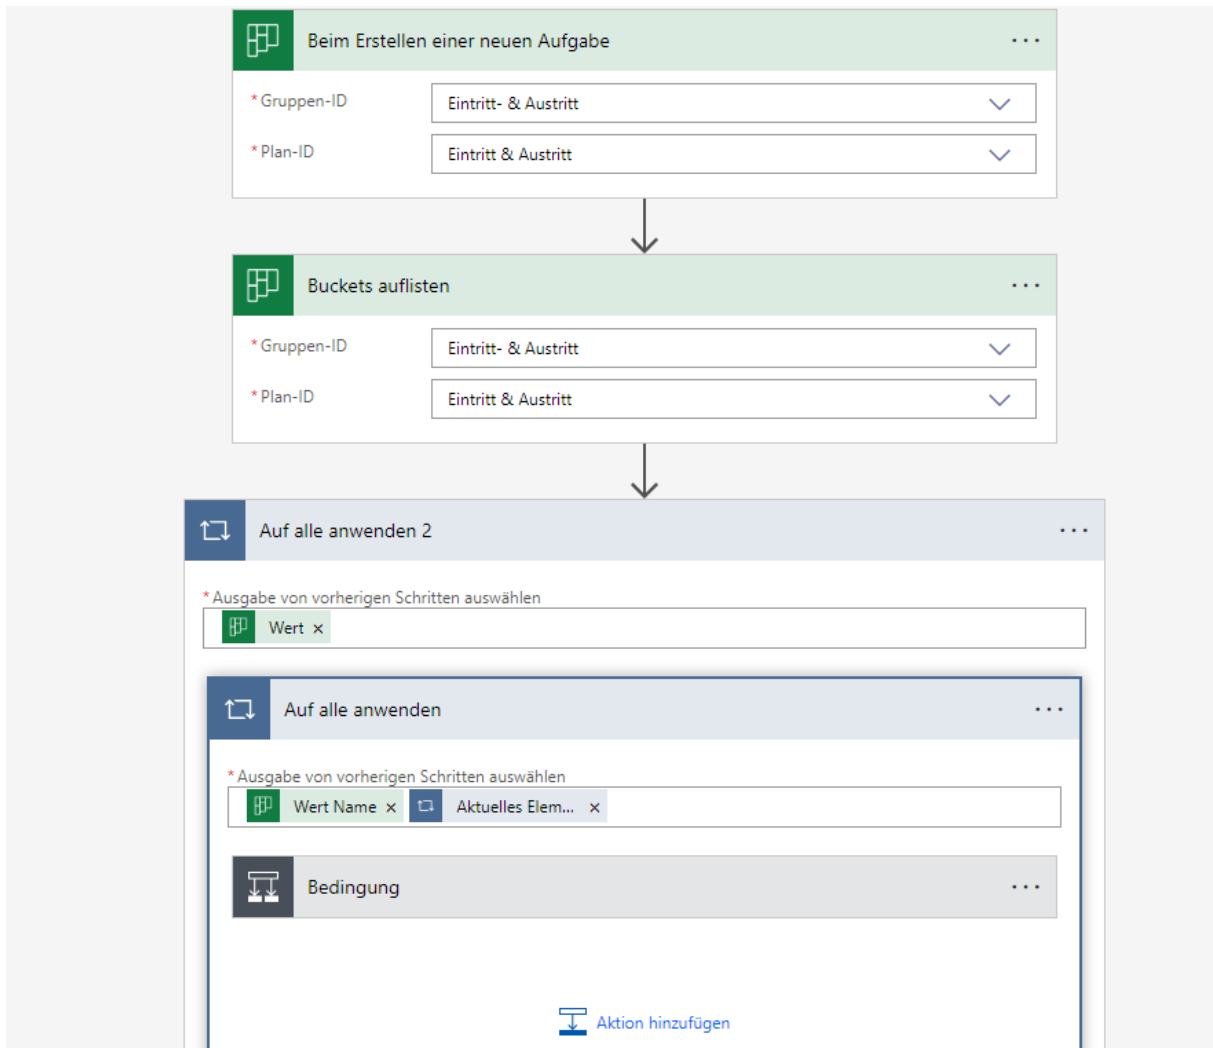 Beim Erstellen einer neuen Aufgabe
* Gruppen-ID
Eintritt- & Austritt
* Plan-ID
Eintritt & Austritt
Buckets auflisten
* Gruppen-ID
Eintritt- & Austritt
* Plan-ID
Eintritt & Austritt
Auf alle anwenden 2
* Ausgabe von vorherigen Schritten auswählen
Wert ×
Auf alle anwenden
* Ausgabe von vorherigen Schritten auswählen
Wert Name × Aktuelles Elem... ×
Bedingung
Aktion hinzufügen